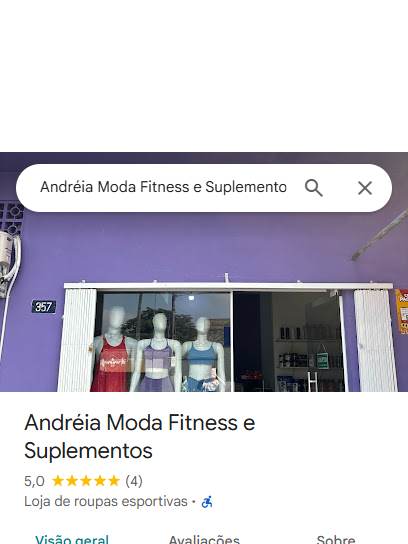 Andréia Moda Fitness e Suplemento
357
Andréia Moda Fitness e
Suplementos
5,0 (4)
Loja de roupas esportivas ·
Visão geral Avaliações Sobre